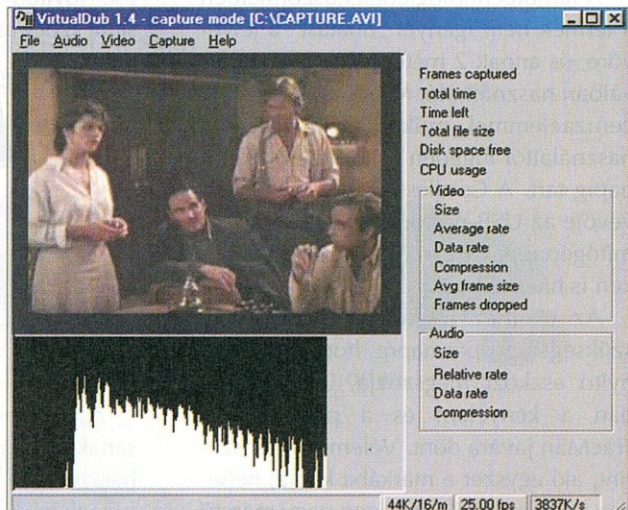 VirtualDub 1.4 - capture mode [C:\CAPTURE.AVI]
File Audio Video Capture Help
Frames captured
Total time
Time left
Total file size
Disk space free
CPU usage
Video
Size
Average rate
Data rate
Compression
Avg frame size
Frames dropped
Audio
Size
Relative rate
Data rate
Compression
44K/16/m 25.00 fps 3837K/s